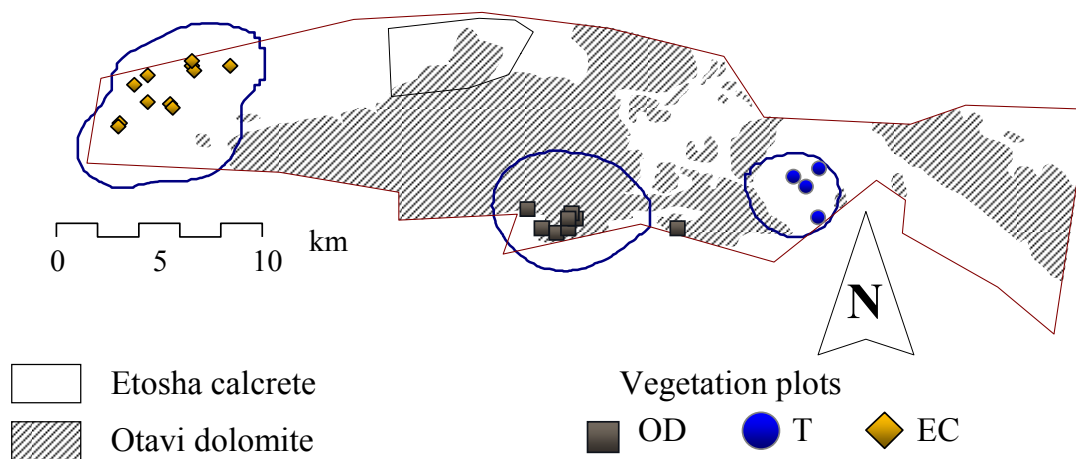 0 5 10 km
N
Etosha calcrete
Otavi dolomite
Vegetation plots
OD T EC